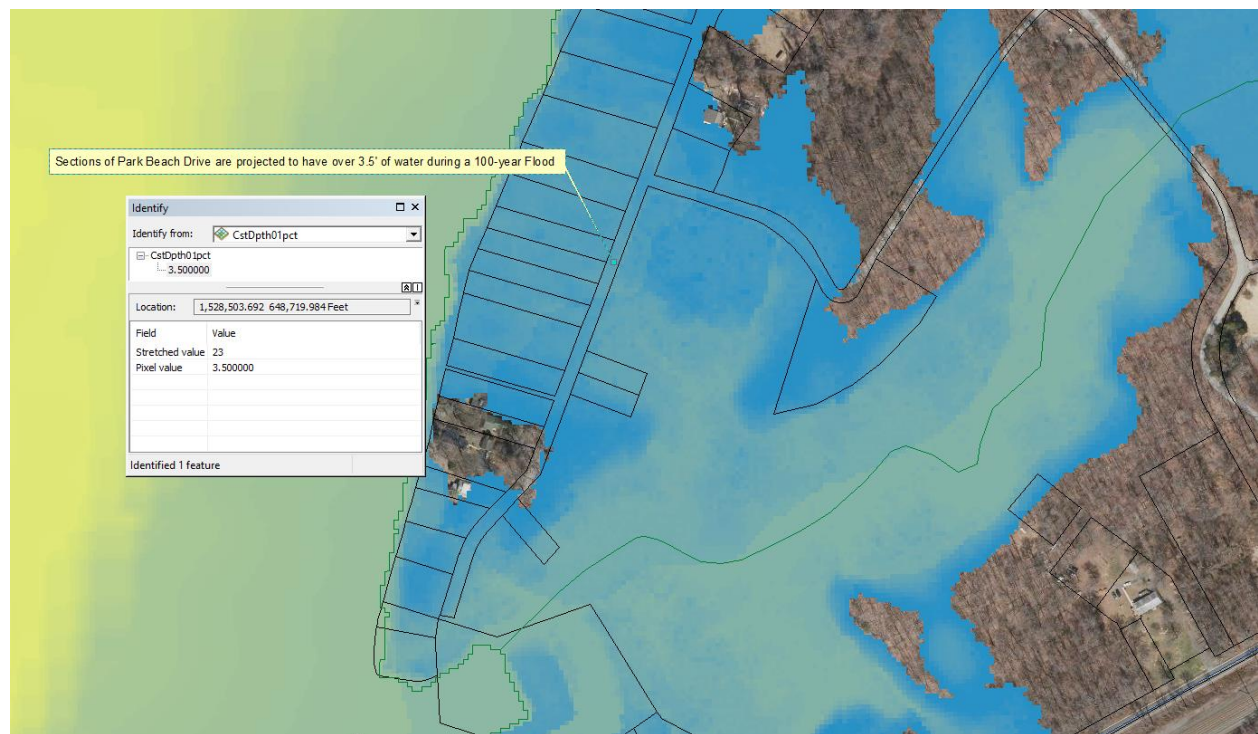 Sections of Park Beach Drive are projected to have over 3.5' of water during a 100-year Flood
Identify
Identify from: CstDpth01pct
CstDpth01pct
3.500000
Location: 1,528,503.692 648,719.984 Feet
Field Value
Stretched value 23
Pixel value 3.500000
Identified 1 feature